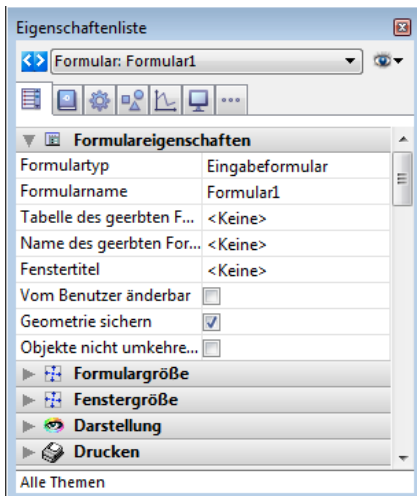 Eigenschaftenliste
Formular: Formular1
Formulareigenschaften
Formulartyp Eingabeformular
Formularname Formular1
Tabelle des geerbten F... <Keine>
Name des geerbten For... <Keine>
Fenstertitel <Keine>
Vom Benutzer änderbar
Geometrie sichern
Objekte nicht umkehre...
Formulargröße
Fenstergröße
Darstellung
Drucken
Alle Themen